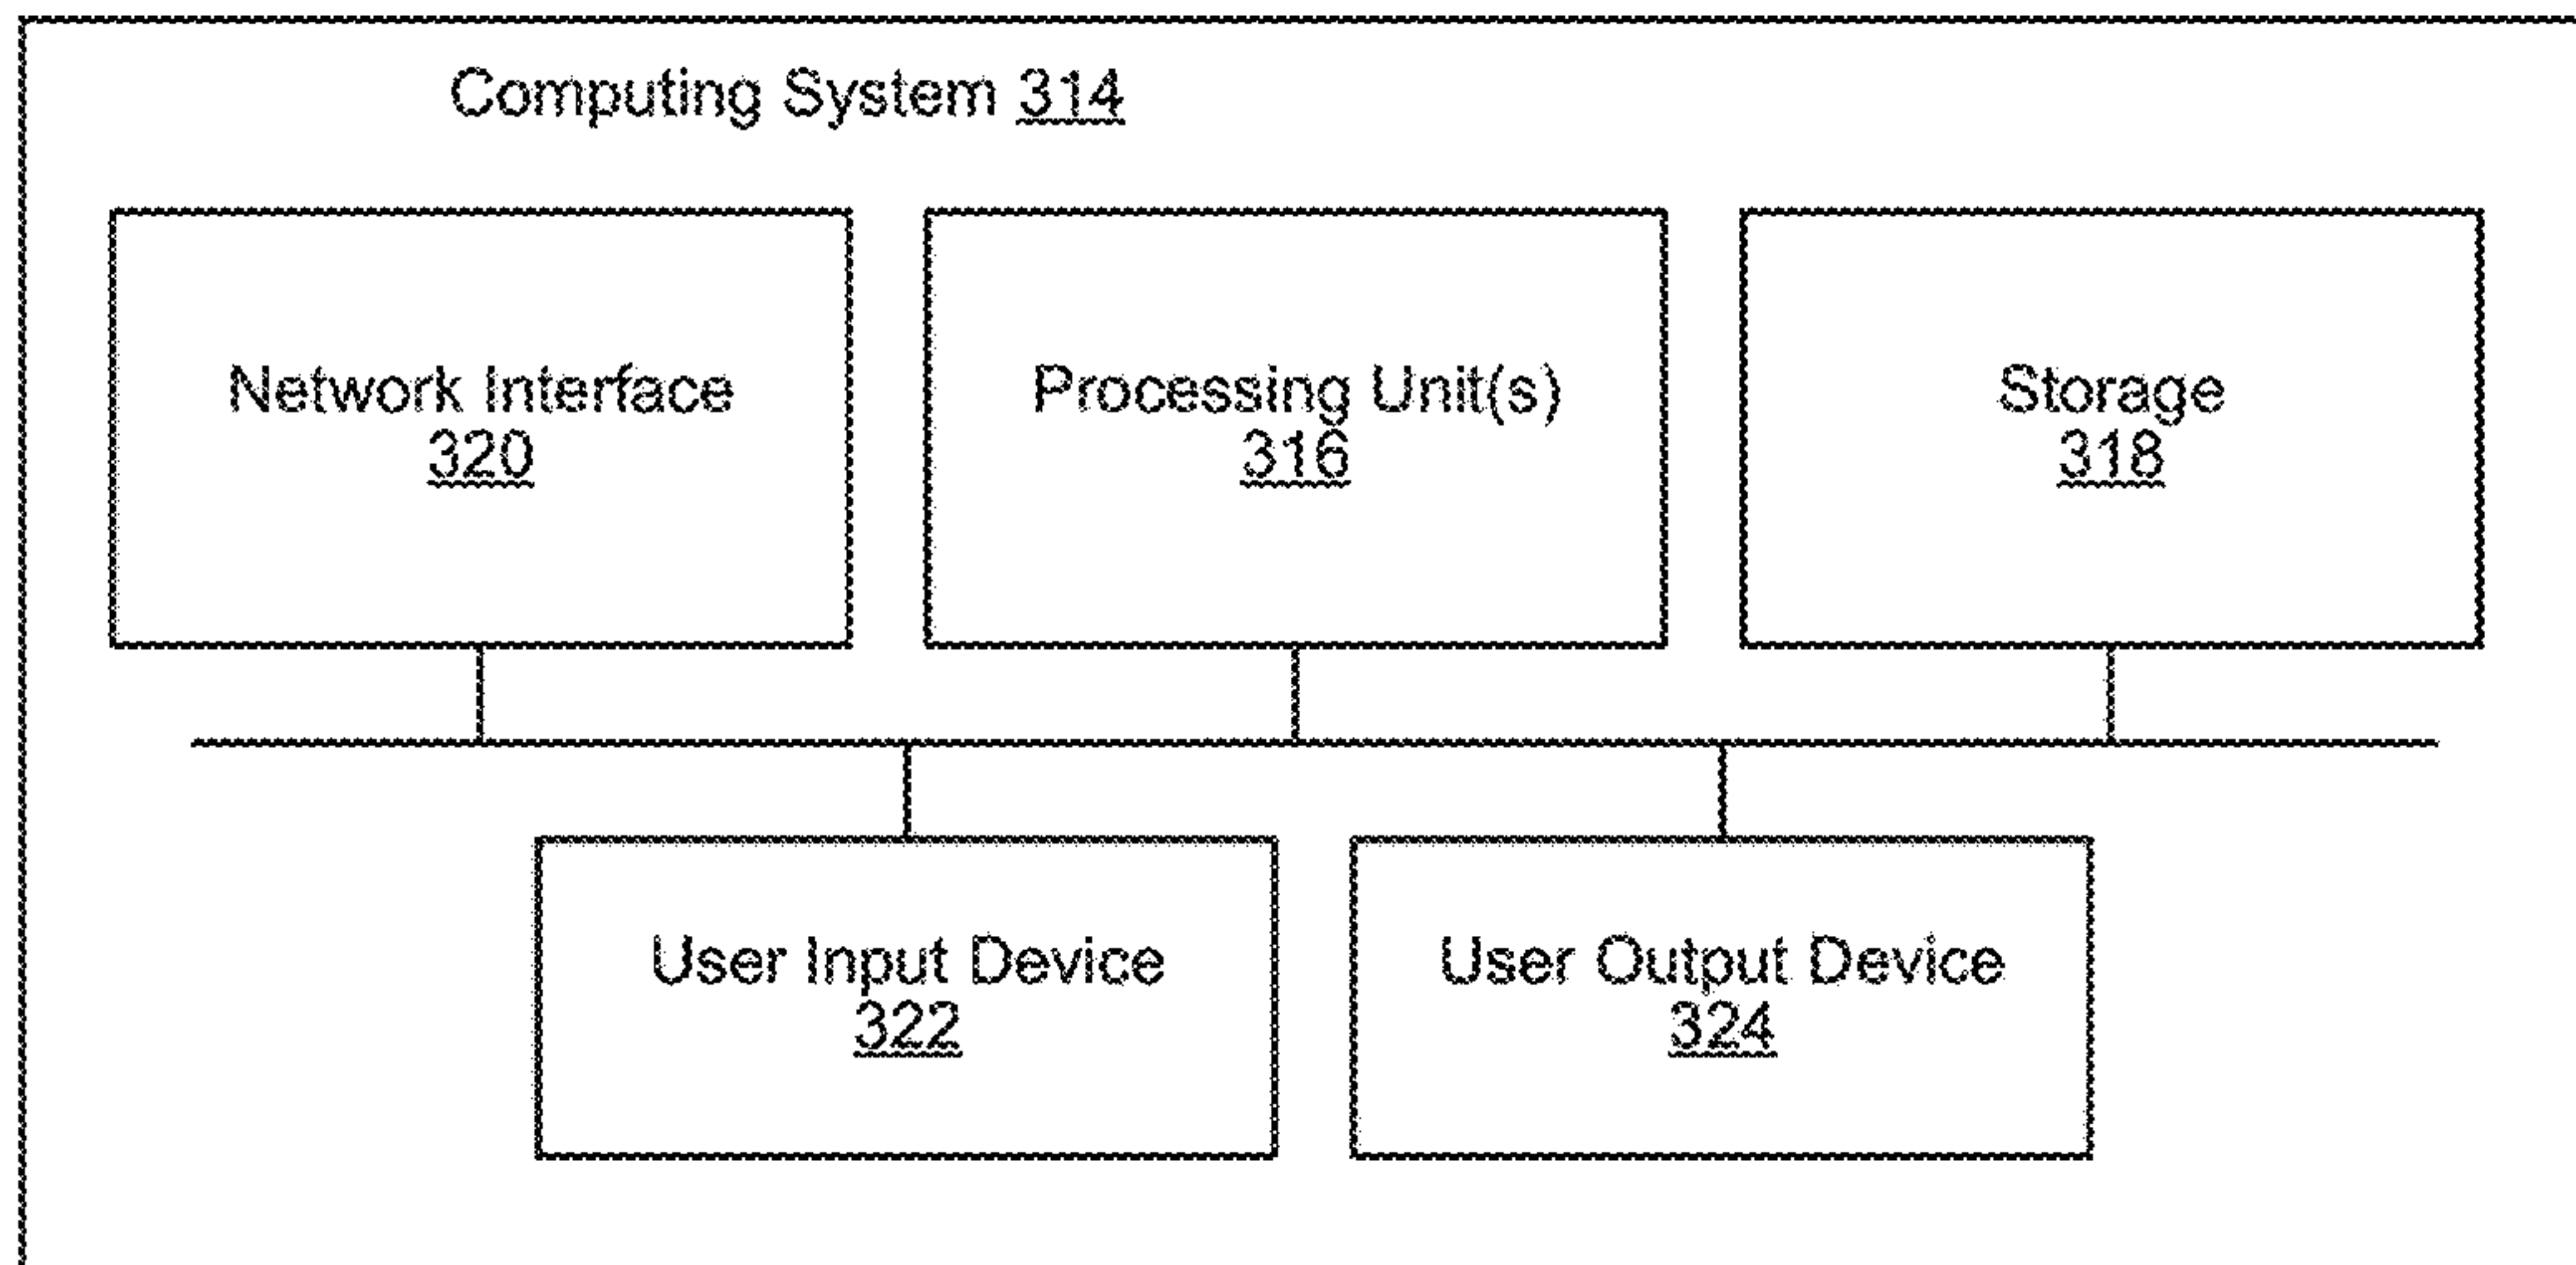 Computing System 314
Network Interface
320
Processing Unit(s)
316
Storage
318
User Input Device
322
User Output Device
324